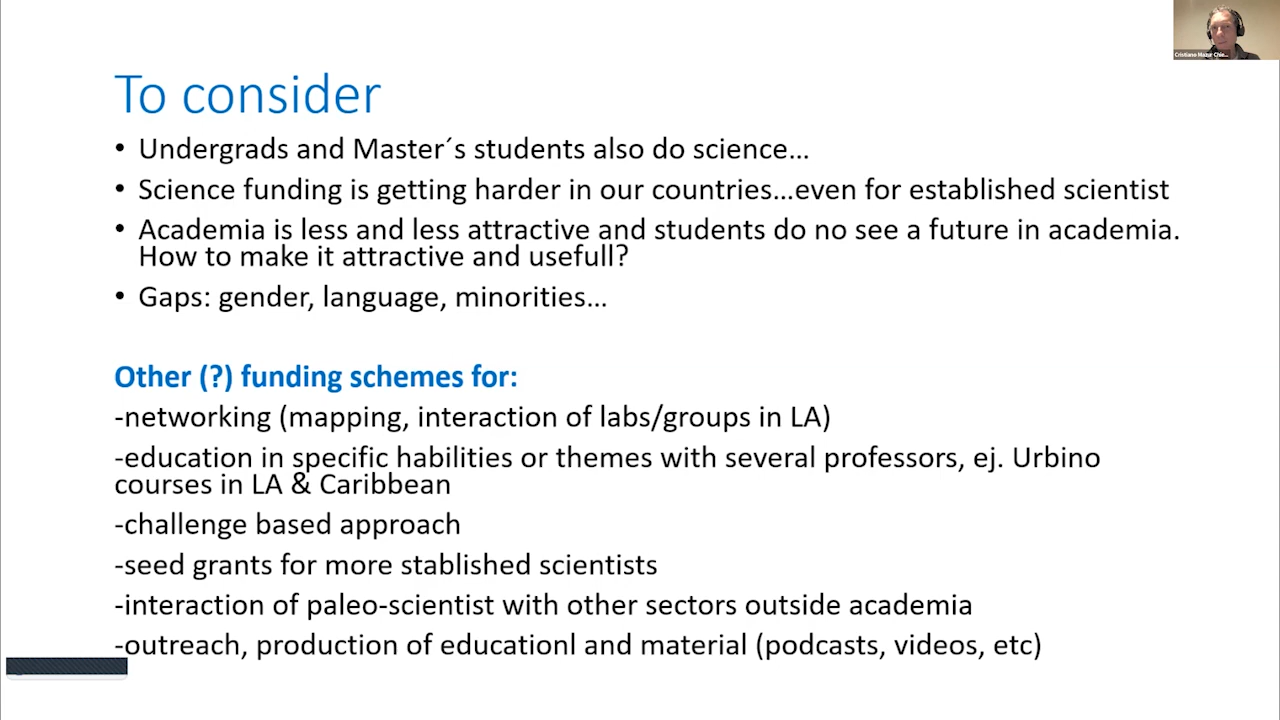 Cristiano Mazur Chie...
To consider
• Undergrads and Master´s students also do science…
• Science funding is getting harder in our countries…even for established scientist
• Academia is less and less attractive and students do no see a future in academia.
How to make it attractive and usefull?
• Gaps: gender, language, minorities…
Other (?) funding schemes for:
-networking (mapping, interaction of labs/groups in LA)
-education in specific habilities or themes with several professors, ej. Urbino
courses in LA & Caribbean
-challenge based approach
-seed grants for more stablished scientists
-interaction of paleo-scientist with other sectors outside academia
-outreach, production of educationl and material (podcasts, videos, etc)